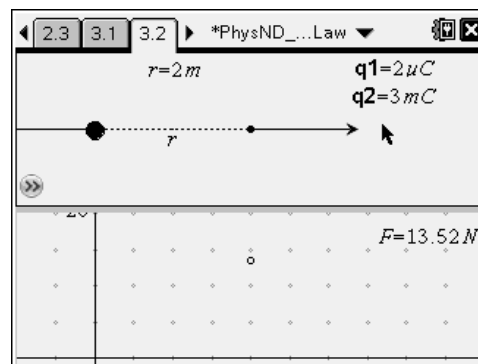 2.3 3.1 3.2 *PhysND_...Law
r=2m
q1=2uC
q2=3mC
r
20
F=13.52N